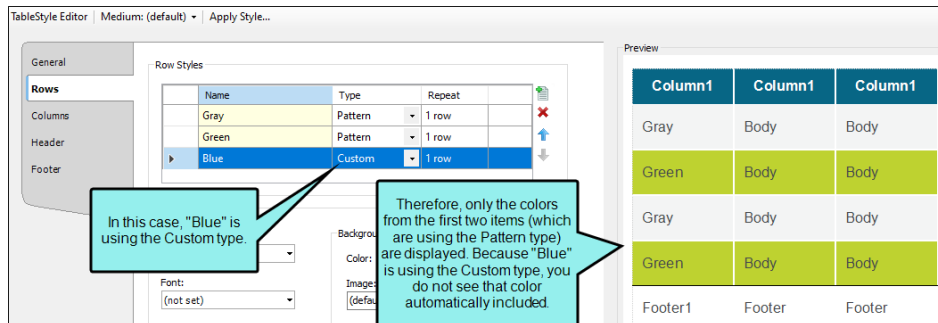 TableStyle Editor Medium: (default) Apply Style...
General
Rows
Columns
Header
Footer
Row Styles
Name Type Repeat
Gray Pattern 1 row
Green Pattern 1 row
Blue Custom 1 row
In this case, "Blue" is
using the Custom type.
Font:
(not set)
Color:
Image:
Therefore, only the colors
from the first two items (which
are using the Pattern type)
are displayed. Because "Blue"
is using the Custom type, you
do not see that color
automatically included.
Preview
Column1 Column1 Column1
Gray Body Body
Green Body Body
Gray Body Body
Green Body Body
Footer1 Footer Footer